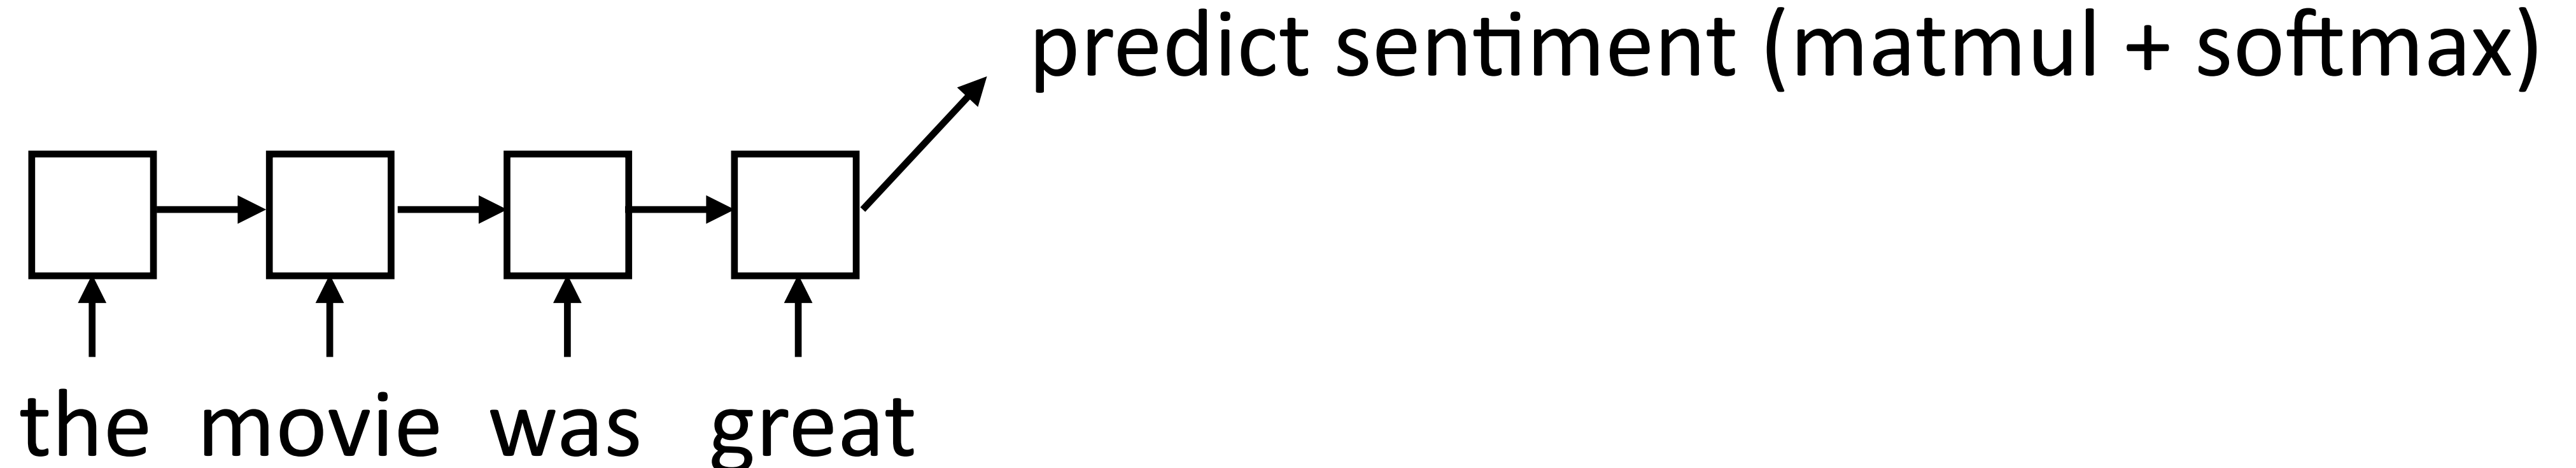 predict sentiment (matmul + softmax)
the movie was great